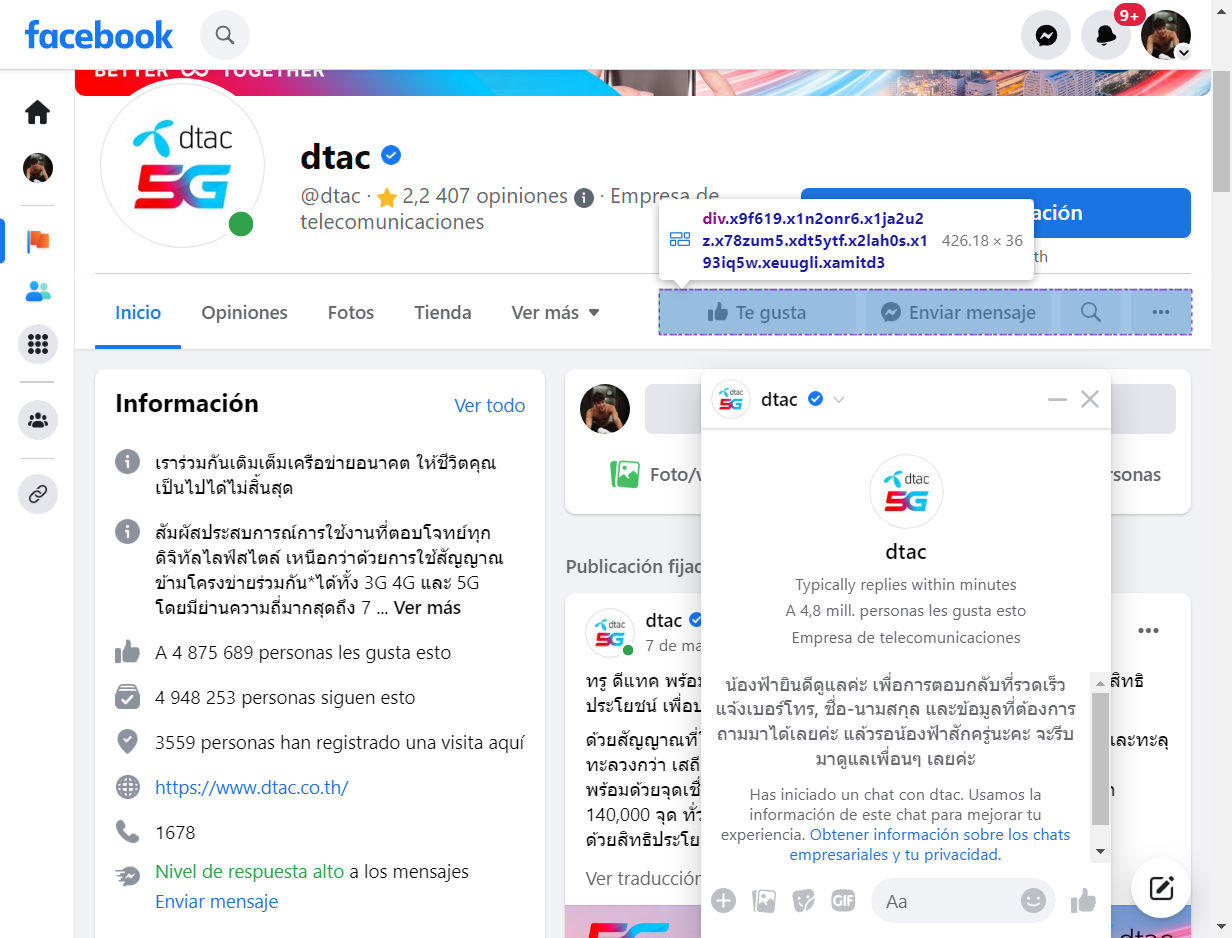 facebook
9+
BETTER TOGETHER
dtac
5G
dtac
@dtac · 2,2 407 opiniones · Empresa de
telecomunicaciones
ación
th
div.x9f619.x1n2onr6.x1ja2u2
z.x78zum5.xdt5ytf.x2lah0s.x1
93iq5w.xeuugli.xamitd3
426.18 × 36
Inicio
Opiniones
Fotos
Tienda
Ver más
Te gusta
Enviar mensaje
Información
Ver todo
เราร่วมกันเติมเต็มเครือข่ายอนาคต ให้ชีวิตคุณ
เป็นไปได้ไม่สิ้นสุด
สัมผัสประสบการณ์การใช้งานที่ตอบโจทย์ทุก
ดิจิทัลไลฟ์สไตล์ เหนือกว่าด้วยการใช้สัญญาณ
ข้ามโครงข่ายร่วมกัน*ได้ทั้ง 3G 4G และ 5G
โดยมีย่านความถี่มากสุดถึง 7 ... Ver más
A 4 875 689 personas les gusta esto
4 948 253 personas siguen esto
3559 personas han registrado una visita aquí
https://www.dtac.co.th/
1678
Nivel de respuesta alto a los mensajes
Enviar mensaje
Foto/v
rsonas
Publicación fijad
dtac
5G
dtac
7 de ma
ทรู ดีแทค พร้อม
สิทธิ
ประโยชน์ เพื่อบ
ด้วยสัญญาณที่
และทะลุ
ทะลวงกว่า เสถี
พร้อมด้วยจุดเชื่
140,000 จุด ทั่ว
ด้วยสิทธิประโย
Ver traducción
5G
dtac
dtac
5G
dtac
dtac
5G
dtac
Typically replies within minutes
A 4,8 mill. personas les gusta esto
Empresa de telecomunicaciones
น้องฟ้ายินดีดูแลค่ะ เพื่อการตอบกลับที่รวดเร็ว
แจ้งเบอร์โทร, ชื่อ-นามสกุล และข้อมูลที่ต้องการ
ถามมาได้เลยค่ะ แล้วรอน้องฟ้าสักครู่นะคะ จะรีบ
มาดูแลเพื่อนๆ เลยค่ะ
Has iniciado un chat con dtac. Usamos la
información de este chat para mejorar tu
experiencia. Obtener información sobre los chats
empresariales y tu privacidad.
GIF
Aa